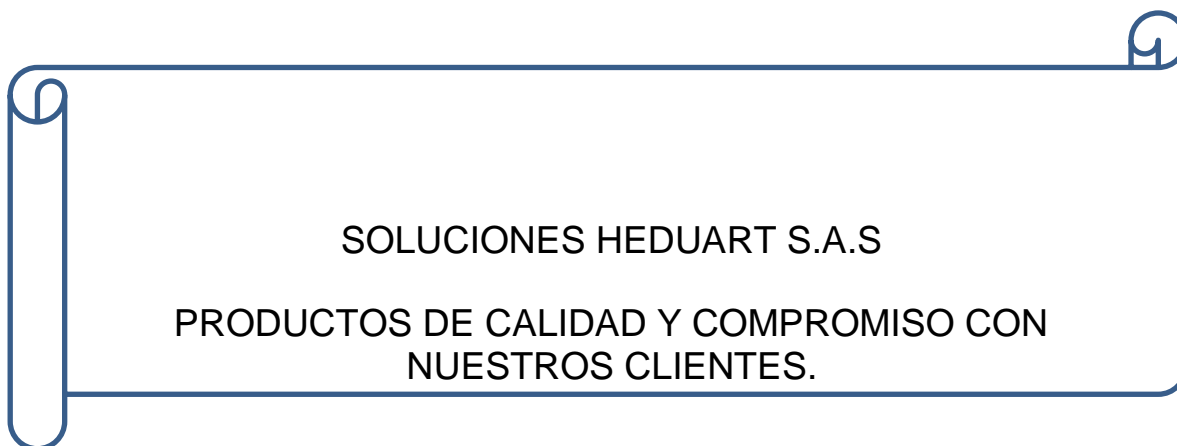 SOLUCIONES HEDUART S.A.S
PRODUCTOS DE CALIDAD Y COMPROMISO CON
NUESTROS CLIENTES.